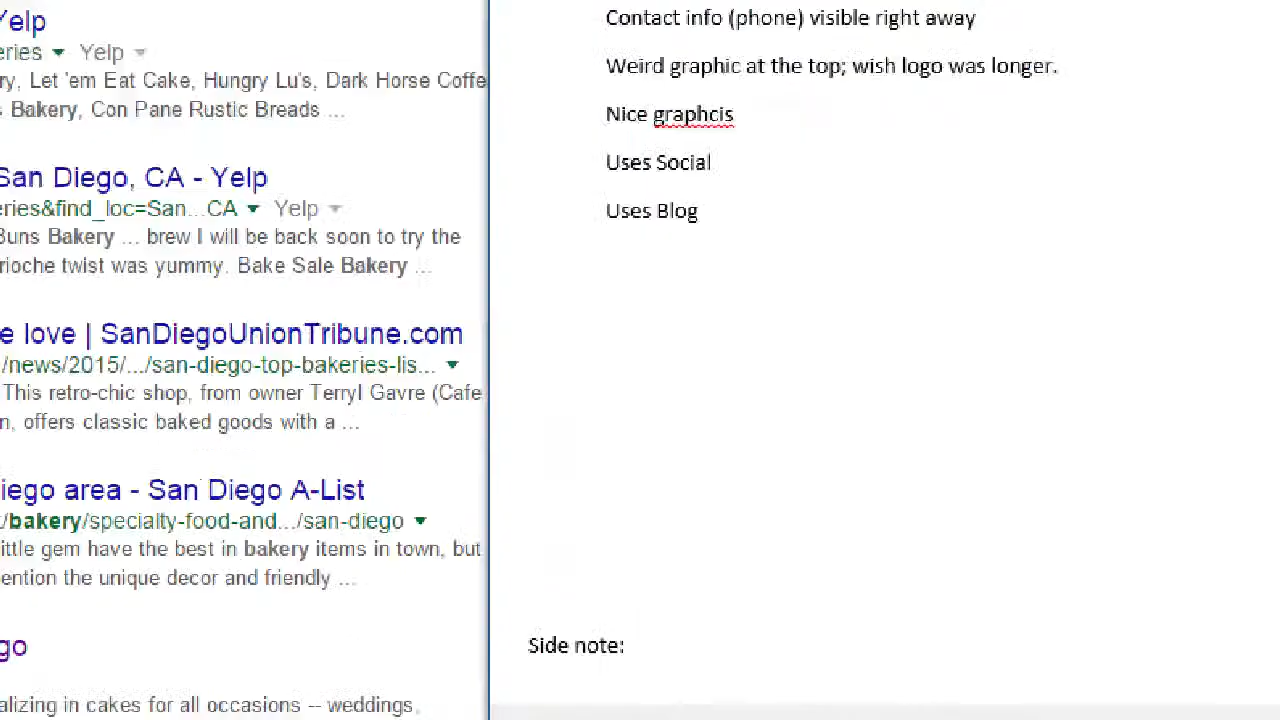 Yelp
eries Yelp
ry, Let 'em Eat Cake, Hungry Lu's, Dark Horse Coffe
s Bakery, Con Pane Rustic Breads ...
San Diego, CA - Yelp
ries&find_loc=San...CA Yelp
Buns Bakery ... brew I will be back soon to try the
rioche twist was yummy. Bake Sale Bakery ...
e love | SanDiegoUnionTribune.com
/news/2015/.../san-diego-top-bakeries-lis...
This retro-chic shop, from owner Terryl Gavre (Cafe
n, offers classic baked goods with a ...
iego area - San Diego A-List
/bakery/specialty-food-and.../san-diego
ittle gem have the best in bakery items in town, but
ention the unique decor and friendly ...
go
alizing in cakes for all occasions -- weddings,
Contact info (phone) visible right away
Weird graphic at the top; wish logo was longer.
Nice graphcis
Uses Social
Uses Blog
Side note: